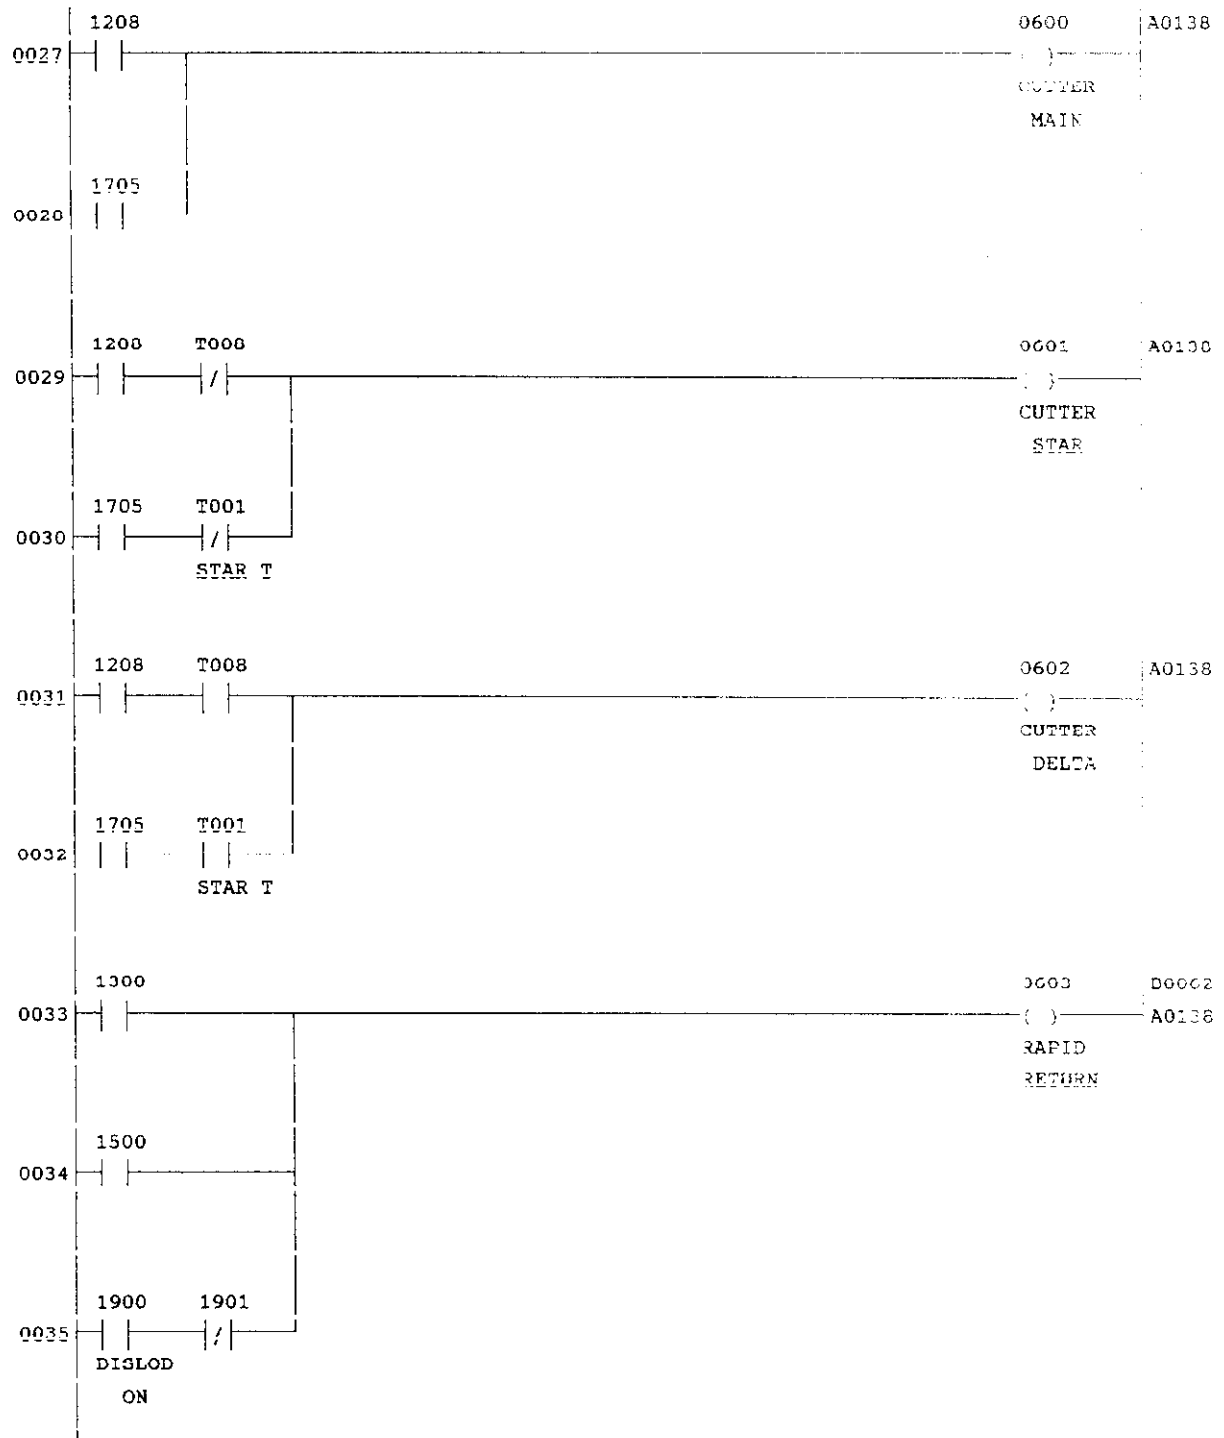 1208 0600 A0138
0027
CUTTER
MAIN
1705
0028
1208 T008 0601 A0138
0029
CUTTER
STAR
1705 T001
0030
STAR T
1208 T008 0602 A0138
0031
CUTTER
DELTA
1705 T001
0032
STAR T
1300 0603
0033 A0138
RAPID
RETURN
1500
0034
1900 1901
0035
DISLOD
ON